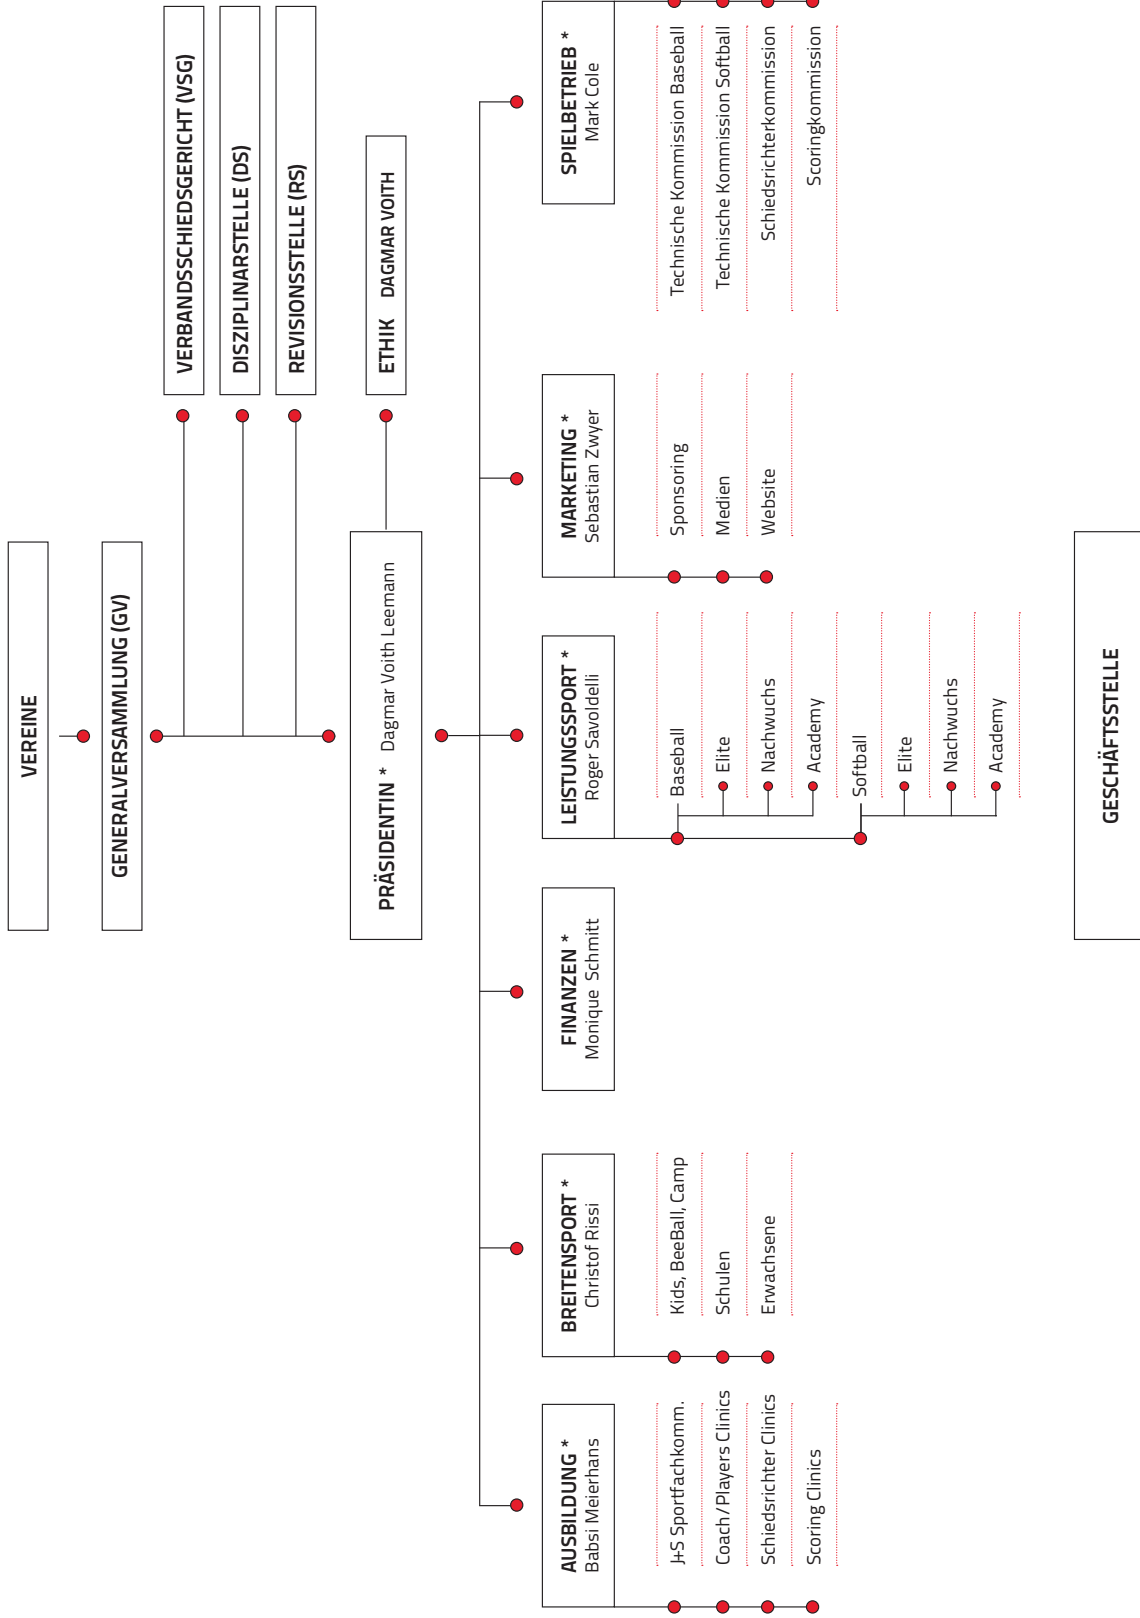 VEREINE
GENERALVERSAMMLUNG (GV)
VERBANDSSCHIEDSGERICHT (VSG)
DISZIPLINARSTELLE (DS)
REVISIONSSTELLE (RS)
PRÄSIDENTIN * Dagmar Voith Leemann
ETHIK DAGMAR VOITH
AUSBILDUNG *
Babsi Meierhans
J+S Sportfachkomm.
Coach/Players Clinics
Schiedsrichter Clinics
Scoring Clinics
BREITENSPORT *
Christof Rissi
Kids, BeeBall, Camp
Schulen
Erwachsene
FINANZEN *
Monique Schmitt
LEISTUNGSSPORT *
Roger Savoldelli
Baseball
Elite
Nachwuchs
Academy
Softball
Elite
Nachwuchs
Academy
MARKETING *
Sebastian Zwyer
Sponsoring
Medien
Website
SPIELBETRIEB *
Mark Cole
Technische Kommission Baseball
Technische Kommission Softball
Schiedsrichterkommission
Scoringkommission
GESCHÄFTSSTELLE